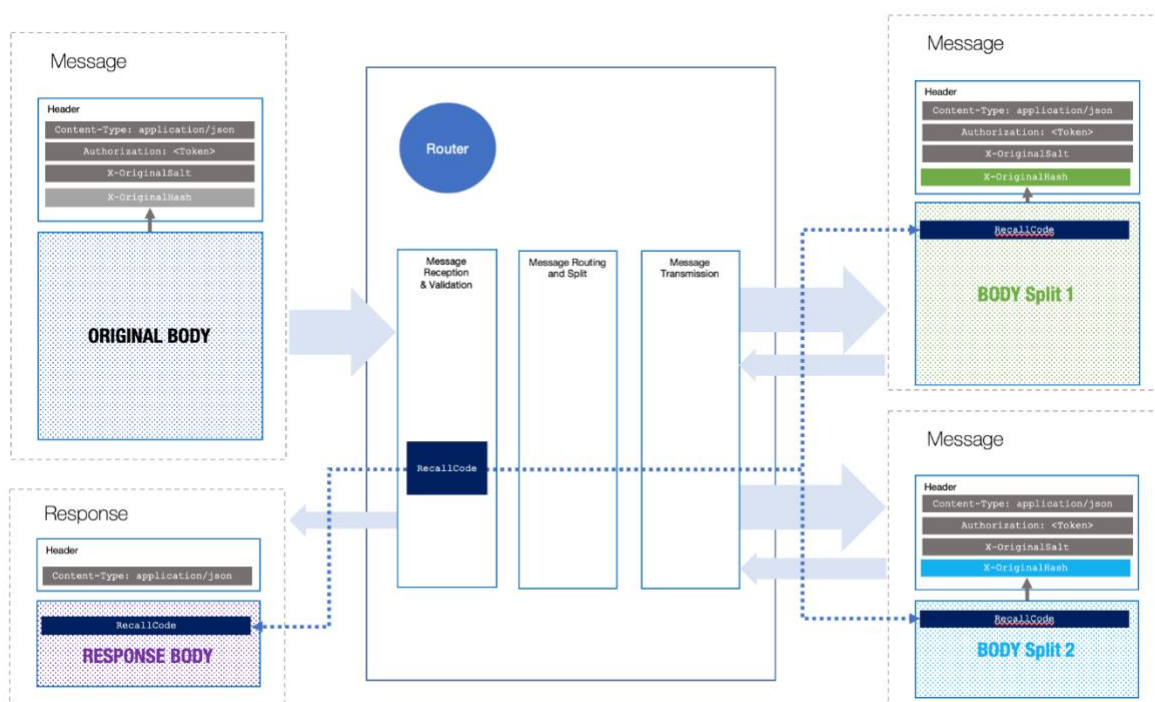 Message
Header
Content-Type: application/json
Authorization: <Token>
X-OriginalSalt
X-OriginalHash
ORIGINAL BODY
Response
Header
Content-Type: application/json
RecallCode
RESPONSE BODY
Router
Message
Reception
& Validation
RecallCode
Message Routing
and Split
Message
Transmission
Message
Header
Content-Type: application/json
Authorization: <Token>
X-OriginalSalt
X-OriginalHash
RecallCode
BODY Split 1
Message
Header
Content-Type: application/json
Authorization: <Token>
X-OriginalSalt
X-OriginalHash
RecallCode
BODY Split 2